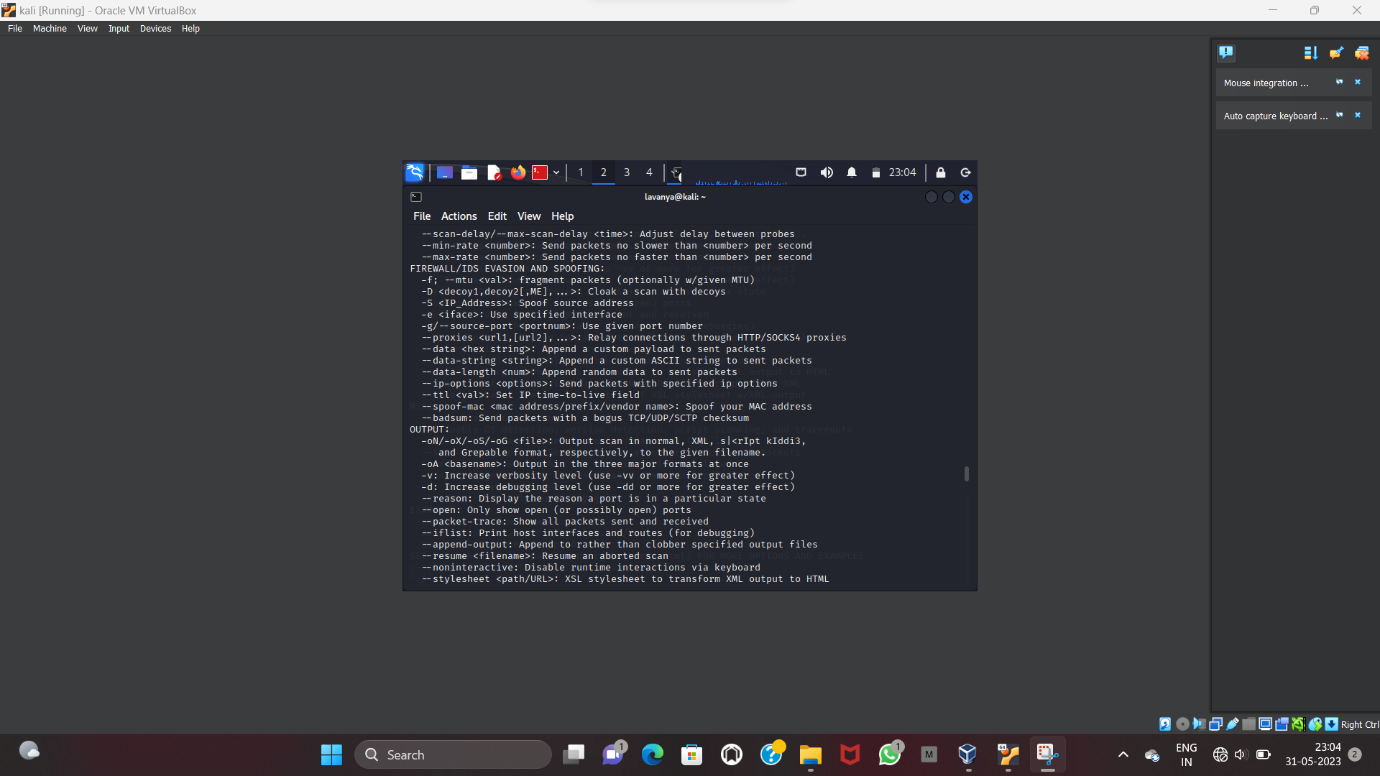 kali [Running] - Oracle VM VirtualBox
File Machine View Input Devices Help
Mouse integration ...
Auto capture keyboard ...
1 2 3 4 23:04
lavanya@kali: ~
File Actions Edit View Help
--scan-delay/--max-scan-delay <time>: Adjust delay between probes
--min-rate <number>: Send packets no slower than <number> per second
--max-rate <number>: Send packets no faster than <number> per second
FIREWALL/IDS EVASION AND SPOOFING:
-f; --mtu <val>: fragment packets (optionally w/given MTU)
-D <decoy1,decoy2[,ME],...>: Cloak a scan with decoys
-S <IP_Address>: Spoof source address
-e <iface>: Use specified interface
-g/--source-port <portnum>: Use given port number
--proxies <url1,[url2],...>: Relay connections through HTTP/SOCKS4 proxies
--data <hex string>: Append a custom payload to sent packets
--data-string <string>: Append a custom ASCII string to sent packets
--data-length <num>: Append random data to sent packets
--ip-options <options>: Send packets with specified ip options
--ttl <val>: Set IP time-to-live field
--spoof-mac <mac address/prefix/vendor name>: Spoof your MAC address
--badsum: Send packets with a bogus TCP/UDP/SCTP checksum
OUTPUT:
-oN/-oX/-oS/-oG <file>: Output scan in normal, XML, s|<rIpt kIddi3,
and Grepable format, respectively, to the given filename.
-oA <basename>: Output in the three major formats at once
-v: Increase verbosity level (use -vv or more for greater effect)
-d: Increase debugging level (use -dd or more for greater effect)
--reason: Display the reason a port is in a particular state
--open: Only show open (or possibly open) ports
--packet-trace: Show all packets sent and received
--iflist: Print host interfaces and routes (for debugging)
--append-output: Append to rather than clobber specified output files
--resume <filename>: Resume an aborted scan
--noninteractive: Disable runtime interactions via keyboard
--stylesheet <path/URL>: XSL stylesheet to transform XML output to HTML
Right Ctrl
Search
1
1
M
ENG
IN
23:04
31-05-2023
2